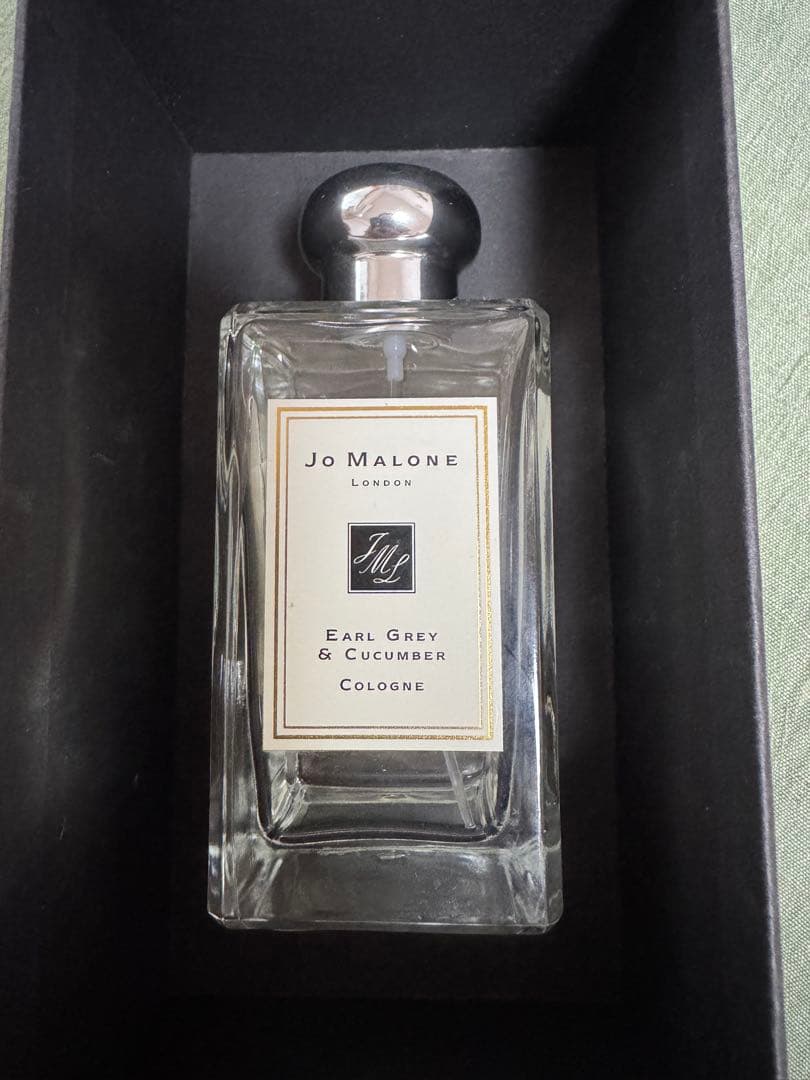 Jo Malone
London
JML
Earl Grey
& Cucumber
Cologne